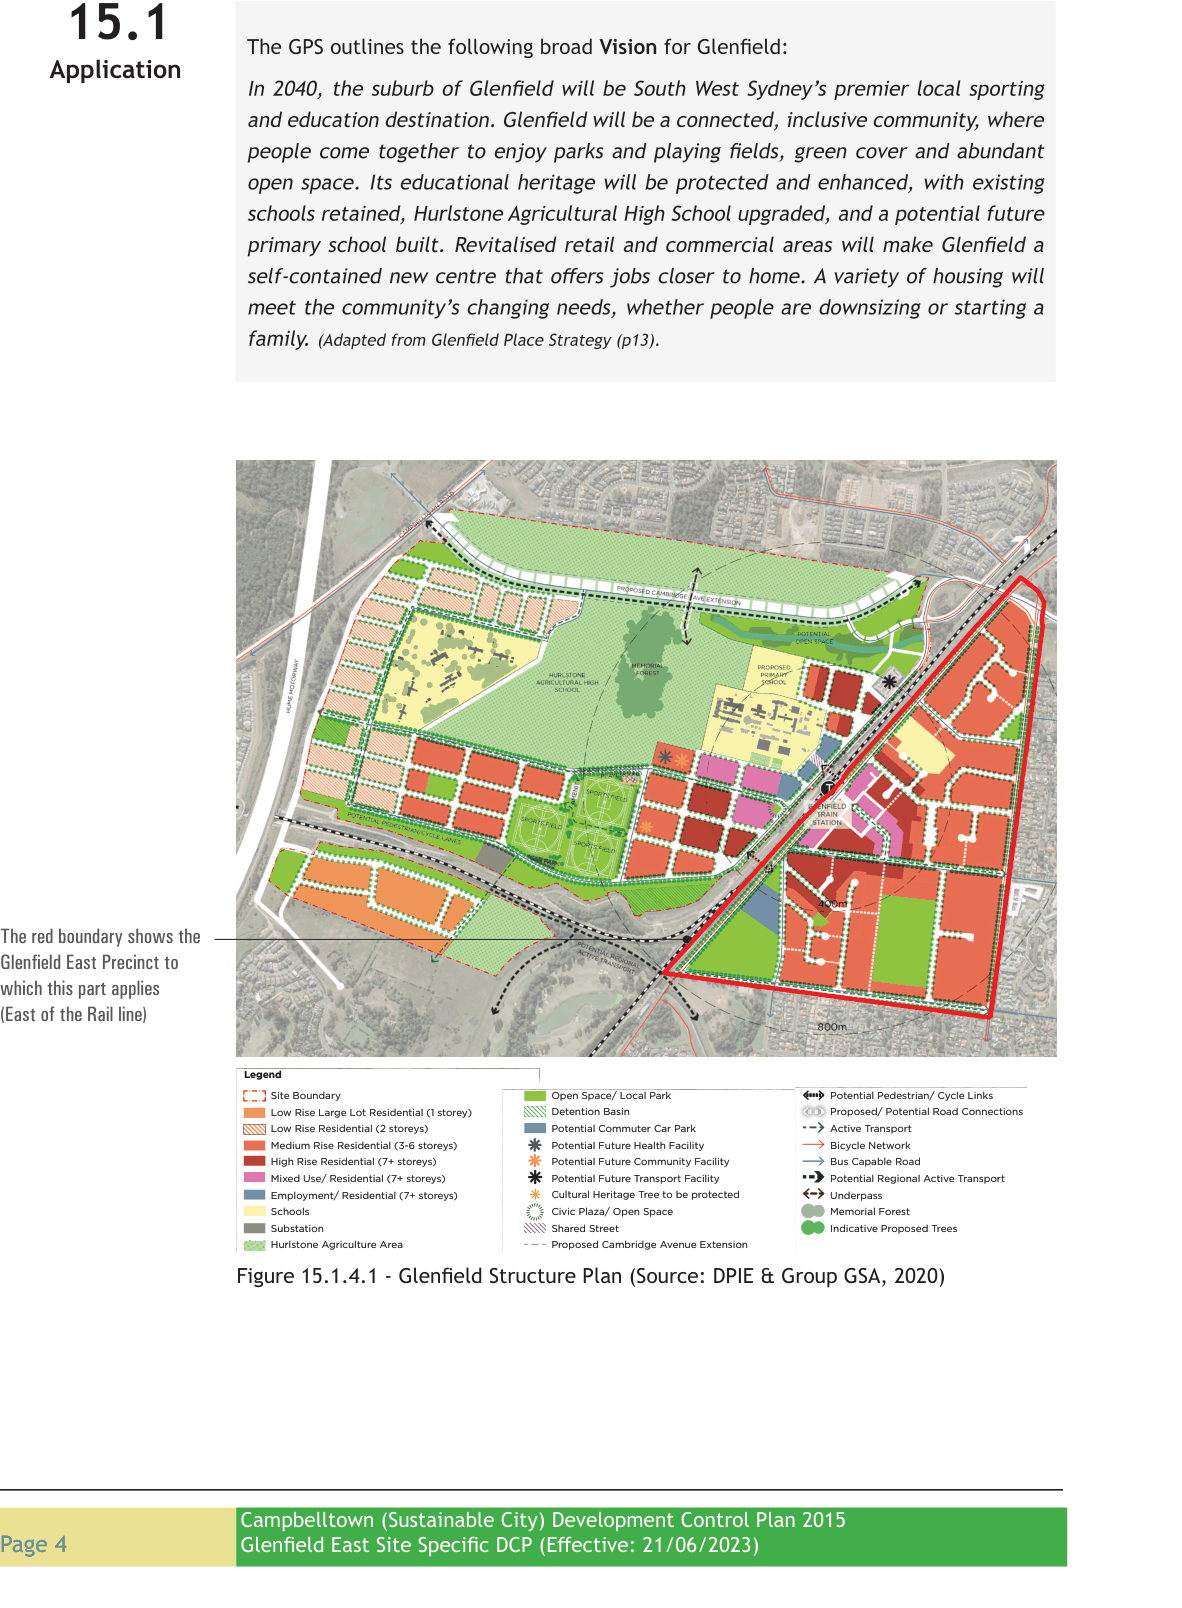 15.1
Application
The GPS outlines the following broad Vision for Glenfield:
In 2040, the suburb of Glenfield will be South West Sydney’s premier local sporting
and education destination. Glenfield will be a connected, inclusive community, where
people come together to enjoy parks and playing fields, green cover and abundant
open space. Its educational heritage will be protected and enhanced, with existing
schools retained, Hurlstone Agricultural High School upgraded, and a potential future
primary school built. Revitalised retail and commercial areas will make Glenfield a
self-contained new centre that offers jobs closer to home. A variety of housing will
meet the community’s changing needs, whether people are downsizing or starting a
family. (Adapted from Glenfield Place Strategy (p13).
PROPOSED CAMBRIDGE AVE EXTENSION
POTENTIAL
OPEN SPACE
MEMORIAL
FOREST
PROPOSED
PRIMARY
SCHOOL
HURLSTONE
AGRICULTURAL HIGH
SCHOOL
HUME MOTORWAY
SPORTSFIELD
SPORTSFIELD
SPORTSFIELD
GLENFIELD
TRAIN
STATION
POTENTIAL PEDESTRIAN/CYCLE LINKS
400m
POTENTIAL REGIONAL
ACTIVE TRANSPORT
800m
The red boundary shows the
Glenfield East Precinct to
which this part applies
(East of the Rail line)
Legend
Site Boundary
Low Rise Large Lot Residential (1 storey)
Low Rise Residential (2 storeys)
Medium Rise Residential (3-6 storeys)
High Rise Residential (7+ storeys)
Mixed Use/ Residential (7+ storeys)
Employment/ Residential (7+ storeys)
Schools
Substation
Hurlstone Agriculture Area
Open Space/ Local Park
Detention Basin
Potential Commuter Car Park
Potential Future Health Facility
Potential Future Community Facility
Potential Future Transport Facility
Cultural Heritage Tree to be protected
Civic Plaza/ Open Space
Shared Street
Proposed Cambridge Avenue Extension
Potential Pedestrian/ Cycle Links
Proposed/ Potential Road Connections
Active Transport
Bicycle Network
Bus Capable Road
Potential Regional Active Transport
Underpass
Memorial Forest
Indicative Proposed Trees
Figure 15.1.4.1 - Glenfield Structure Plan (Source: DPIE & Group GSA, 2020)
Page 4
Campbelltown (Sustainable City) Development Control Plan 2015
Glenfield East Site Specific DCP (Effective: 21/06/2023)